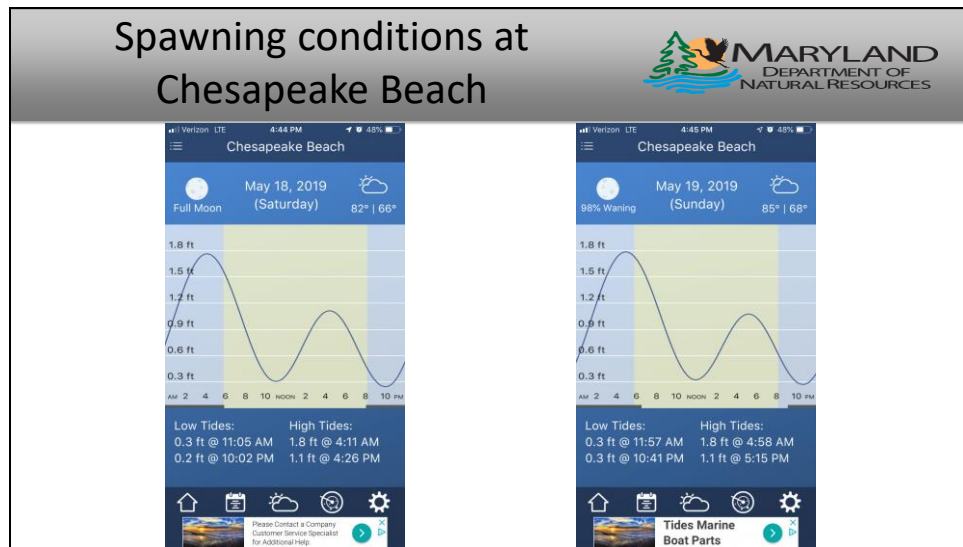 Spawning conditions at
Chesapeake Beach
MARYLAND
DEPARTMENT OF
NATURAL RESOURCES
Verizon LTE 4:44 PM 48%
Chesapeake Beach
Full Moon
May 18, 2019
(Saturday)
82° | 66°
1.8 ft
1.5 ft
1.2 ft
0.9 ft
0.6 ft
0.3 ft
AM 2 4 6 8 10 NOON 2 4 6 8 10 PM
Low Tides:
0.3 ft @ 11:05 AM
0.2 ft @ 10:02 PM
High Tides:
1.8 ft @ 4:11 AM
1.1 ft @ 4:26 PM
Please Contact a Company
Customer Service Specialist
for Additional Help
Verizon LTE 4:45 PM 48%
Chesapeake Beach
98% Waning
May 19, 2019
(Sunday)
85° | 68°
1.8 ft
1.5 ft
1.2 ft
0.9 ft
0.6 ft
0.3 ft
AM 2 4 6 8 10 NOON 2 4 6 8 10 PM
Low Tides:
0.3 ft @ 11:57 AM
0.3 ft @ 10:41 PM
High Tides:
1.8 ft @ 4:58 AM
1.1 ft @ 5:15 PM
Tides Marine
Boat Parts